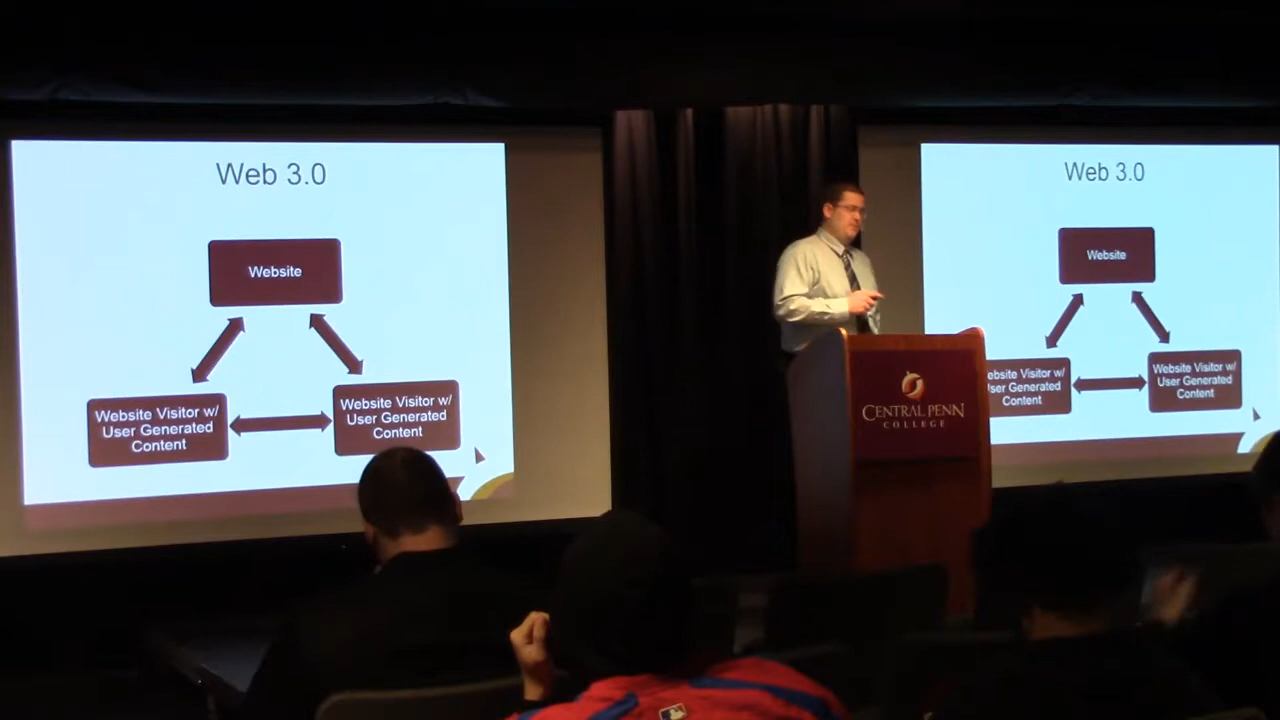 Web 3.0
Website
Website Visitor w/
User Generated
Content
Website Visitor w/
User Generated
Content
CENTRAL PENN
COLLEGE
Web 3.0
Website
ebsite Visitor w/
User Generated
Content
Website Visitor w/
User Generated
Content